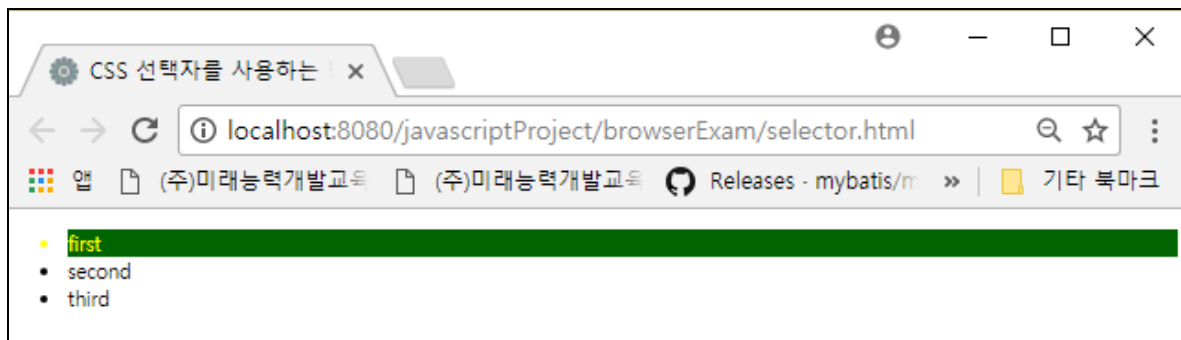 CSS 선택자를 사용하는
localhost:8080/javascriptProject/browserExam/selector.html
앱 (주)미래능력개발교육 (주)미래능력개발교육 Releases · mybatis/m » 기타 북마크
first
second
third